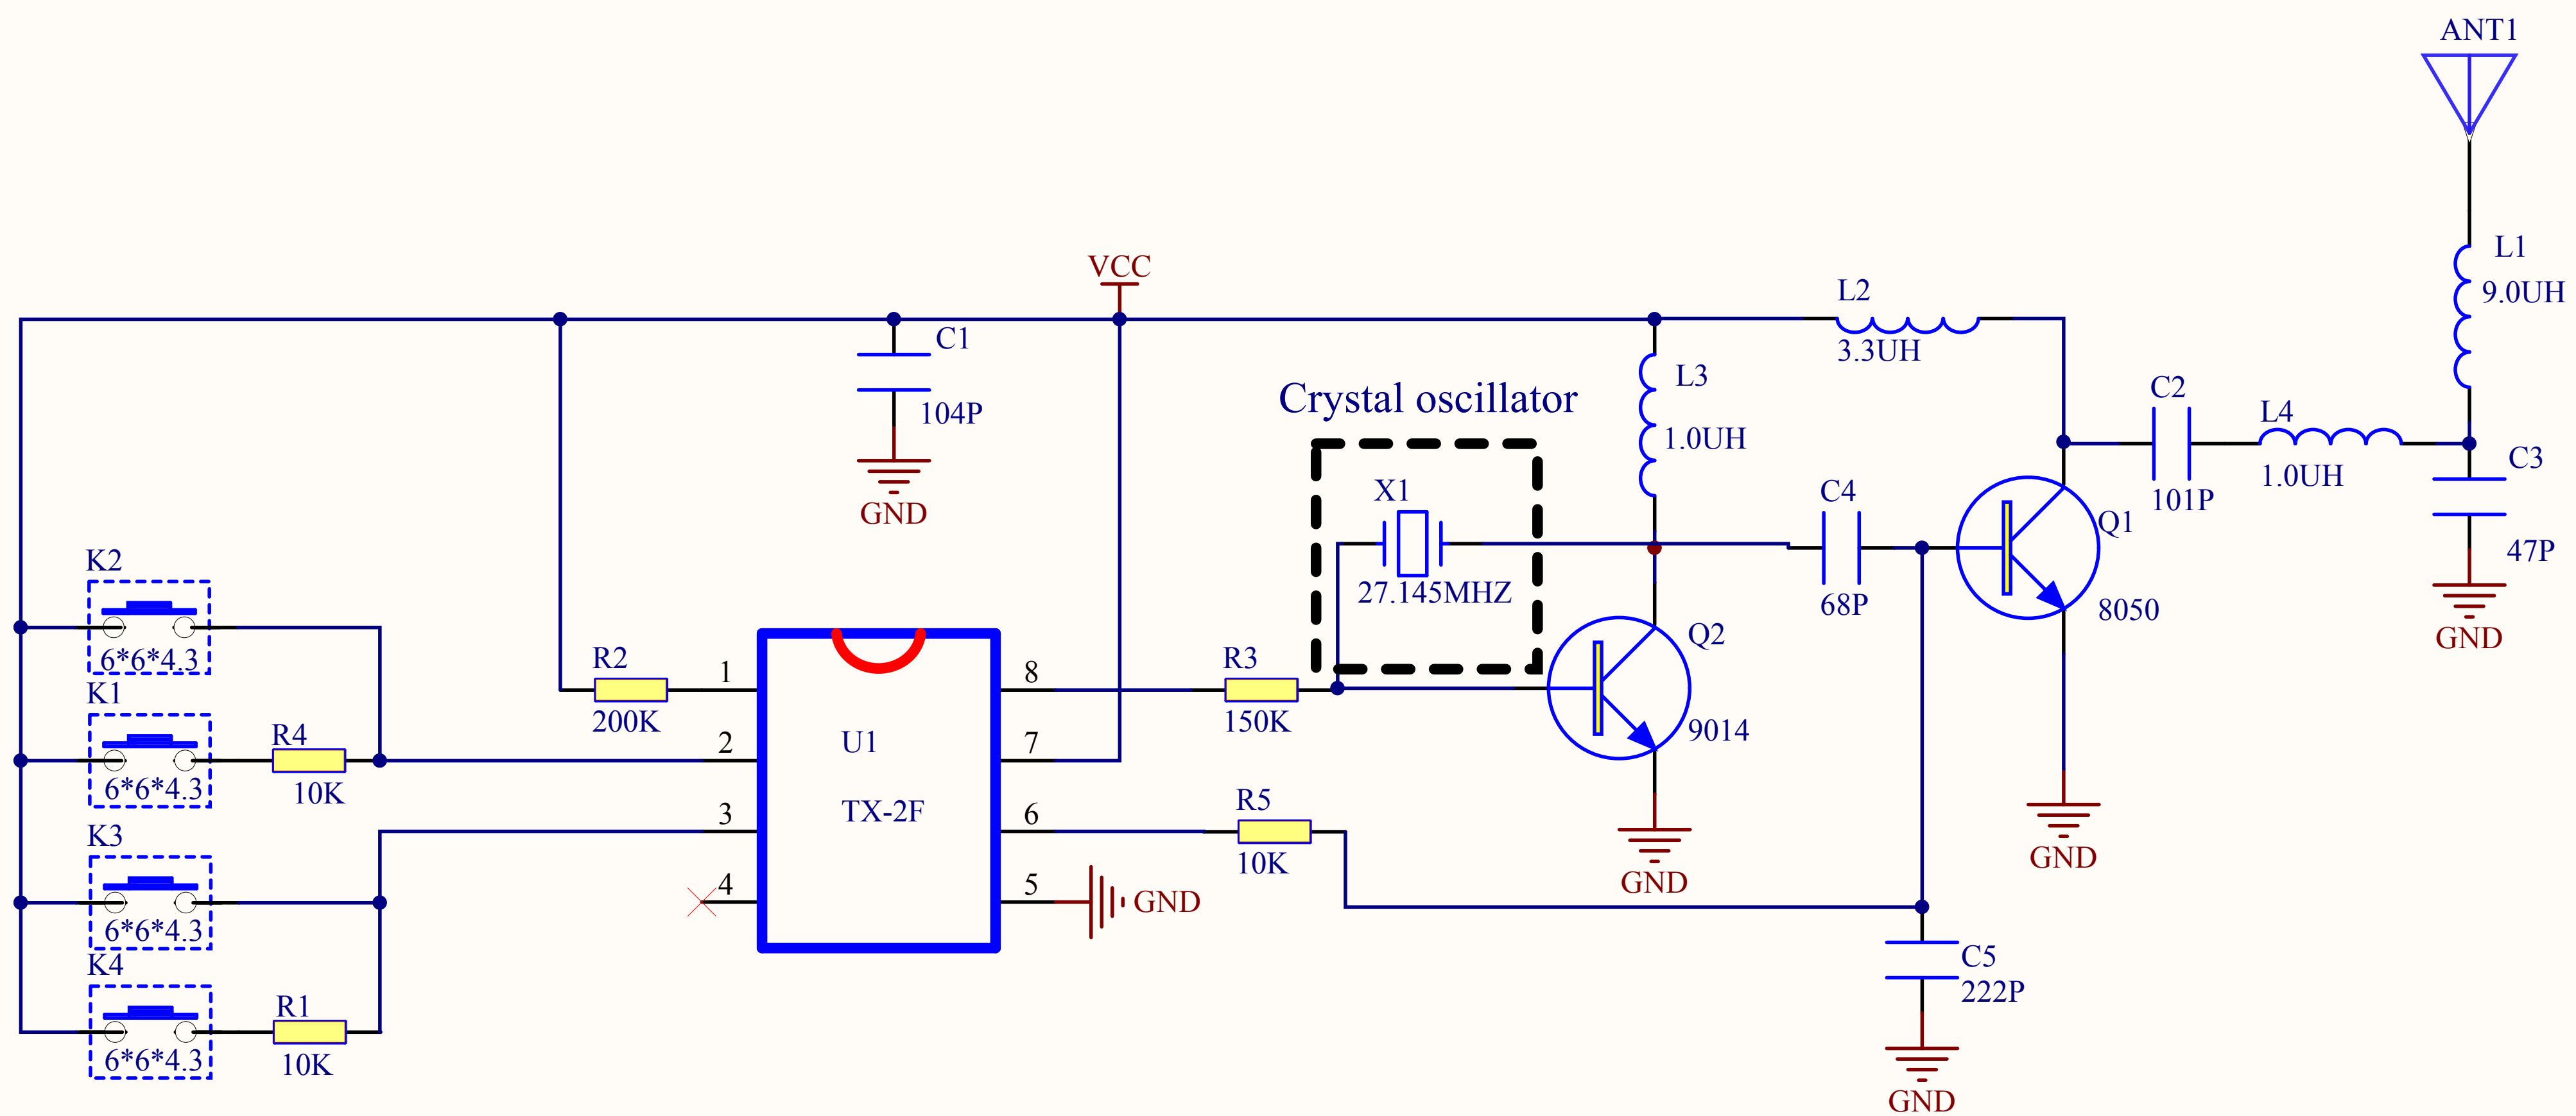 ANT1
L1
9.0UH
VCC
L2
3.3UH
C1
104P
GND
Crystal oscillator
L3
1.0UH
C2
101P
L4
1.0UH
C3
47P
GND
X1
27.145MHZ
C4
68P
Q1
8050
GND
K2
6*6*4.3
K1
6*6*4.3
R4
10K
K3
6*6*4.3
K4
6*6*4.3
R1
10K
R2
200K
1
2
3
4
U1
TX-2F
8
7
6
5
GND
R3
150K
Q2
9014
GND
R5
10K
C5
222P
GND